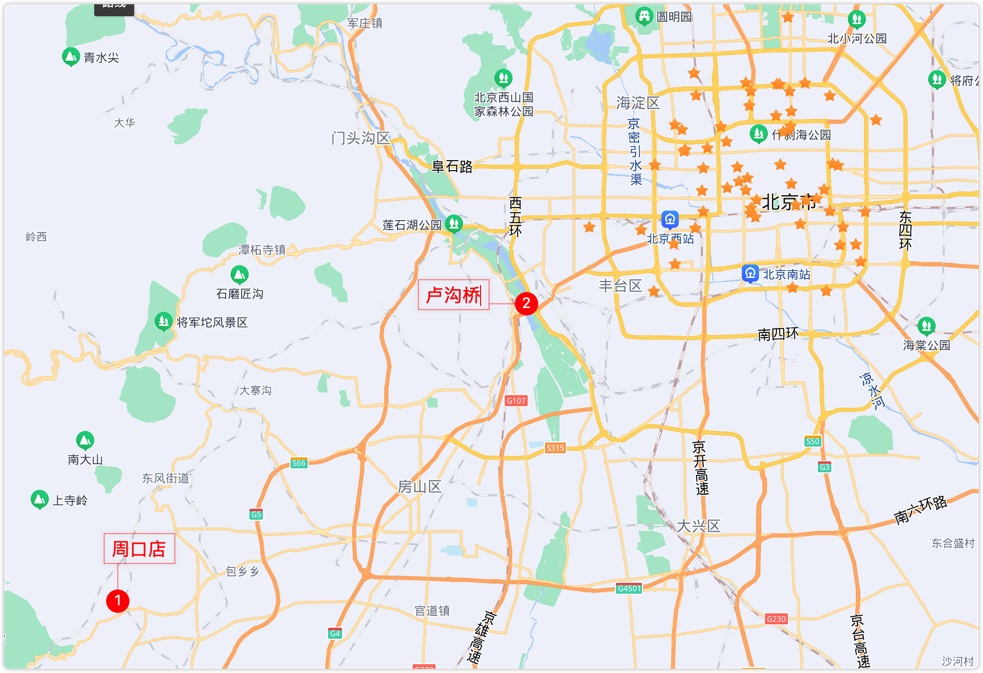 路线
军庄镇
圆明园
北小河公园
青水尖
北京西山国
家森林公园
将府公
海淀区
大华
京密引水渠
什刹海公园
门头沟区
阜石路
西五环
北京市
东四环
莲石湖公园
岭西
北京西站
潭柘寺镇
石磨匠沟
北京南站
丰台区
卢沟桥
2
将军坨风景区
南四环
海棠公园
大寨沟
凉水河
G107
南大山
S50
S315
S66
G3
京开高速
东风街道
房山区
上寺岭
G5
南六环路
大兴区
周口店
东合盛村
包乡乡
1
G4501
官道镇
京雄高速
G230
京台高速
G4
沙河村